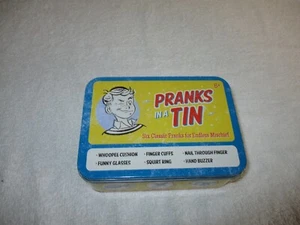 PRANKS
IN A
TIN
Six Classic Pranks for Endless Mischief!
• WHOOPEE CUSHION • FINGER CUFFS • NAIL THROUGH FINGER
• FUNNY GLASSES • SQUIRT RING • HAND BUZZER